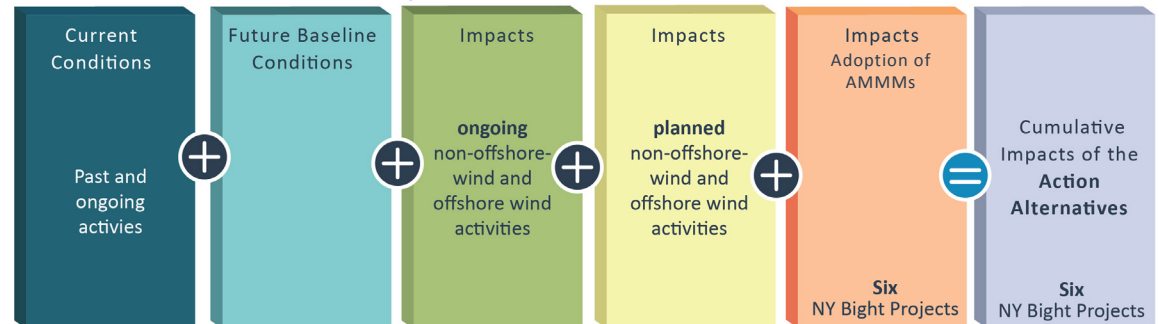 Current
Conditions
Past and
ongoing
activies
+
Future Baseline
Conditions
+
Impacts
ongoing
non-offshore-
wind and
offshore wind
activities
+
Impacts
planned
non-offshore-
wind and
offshore wind
activities
+
Impacts
Adoption of
AMMMs
Six
NY Bight Projects
=
Cumulative
Impacts of the
Action
Alternatives
Six
NY Bight Projects